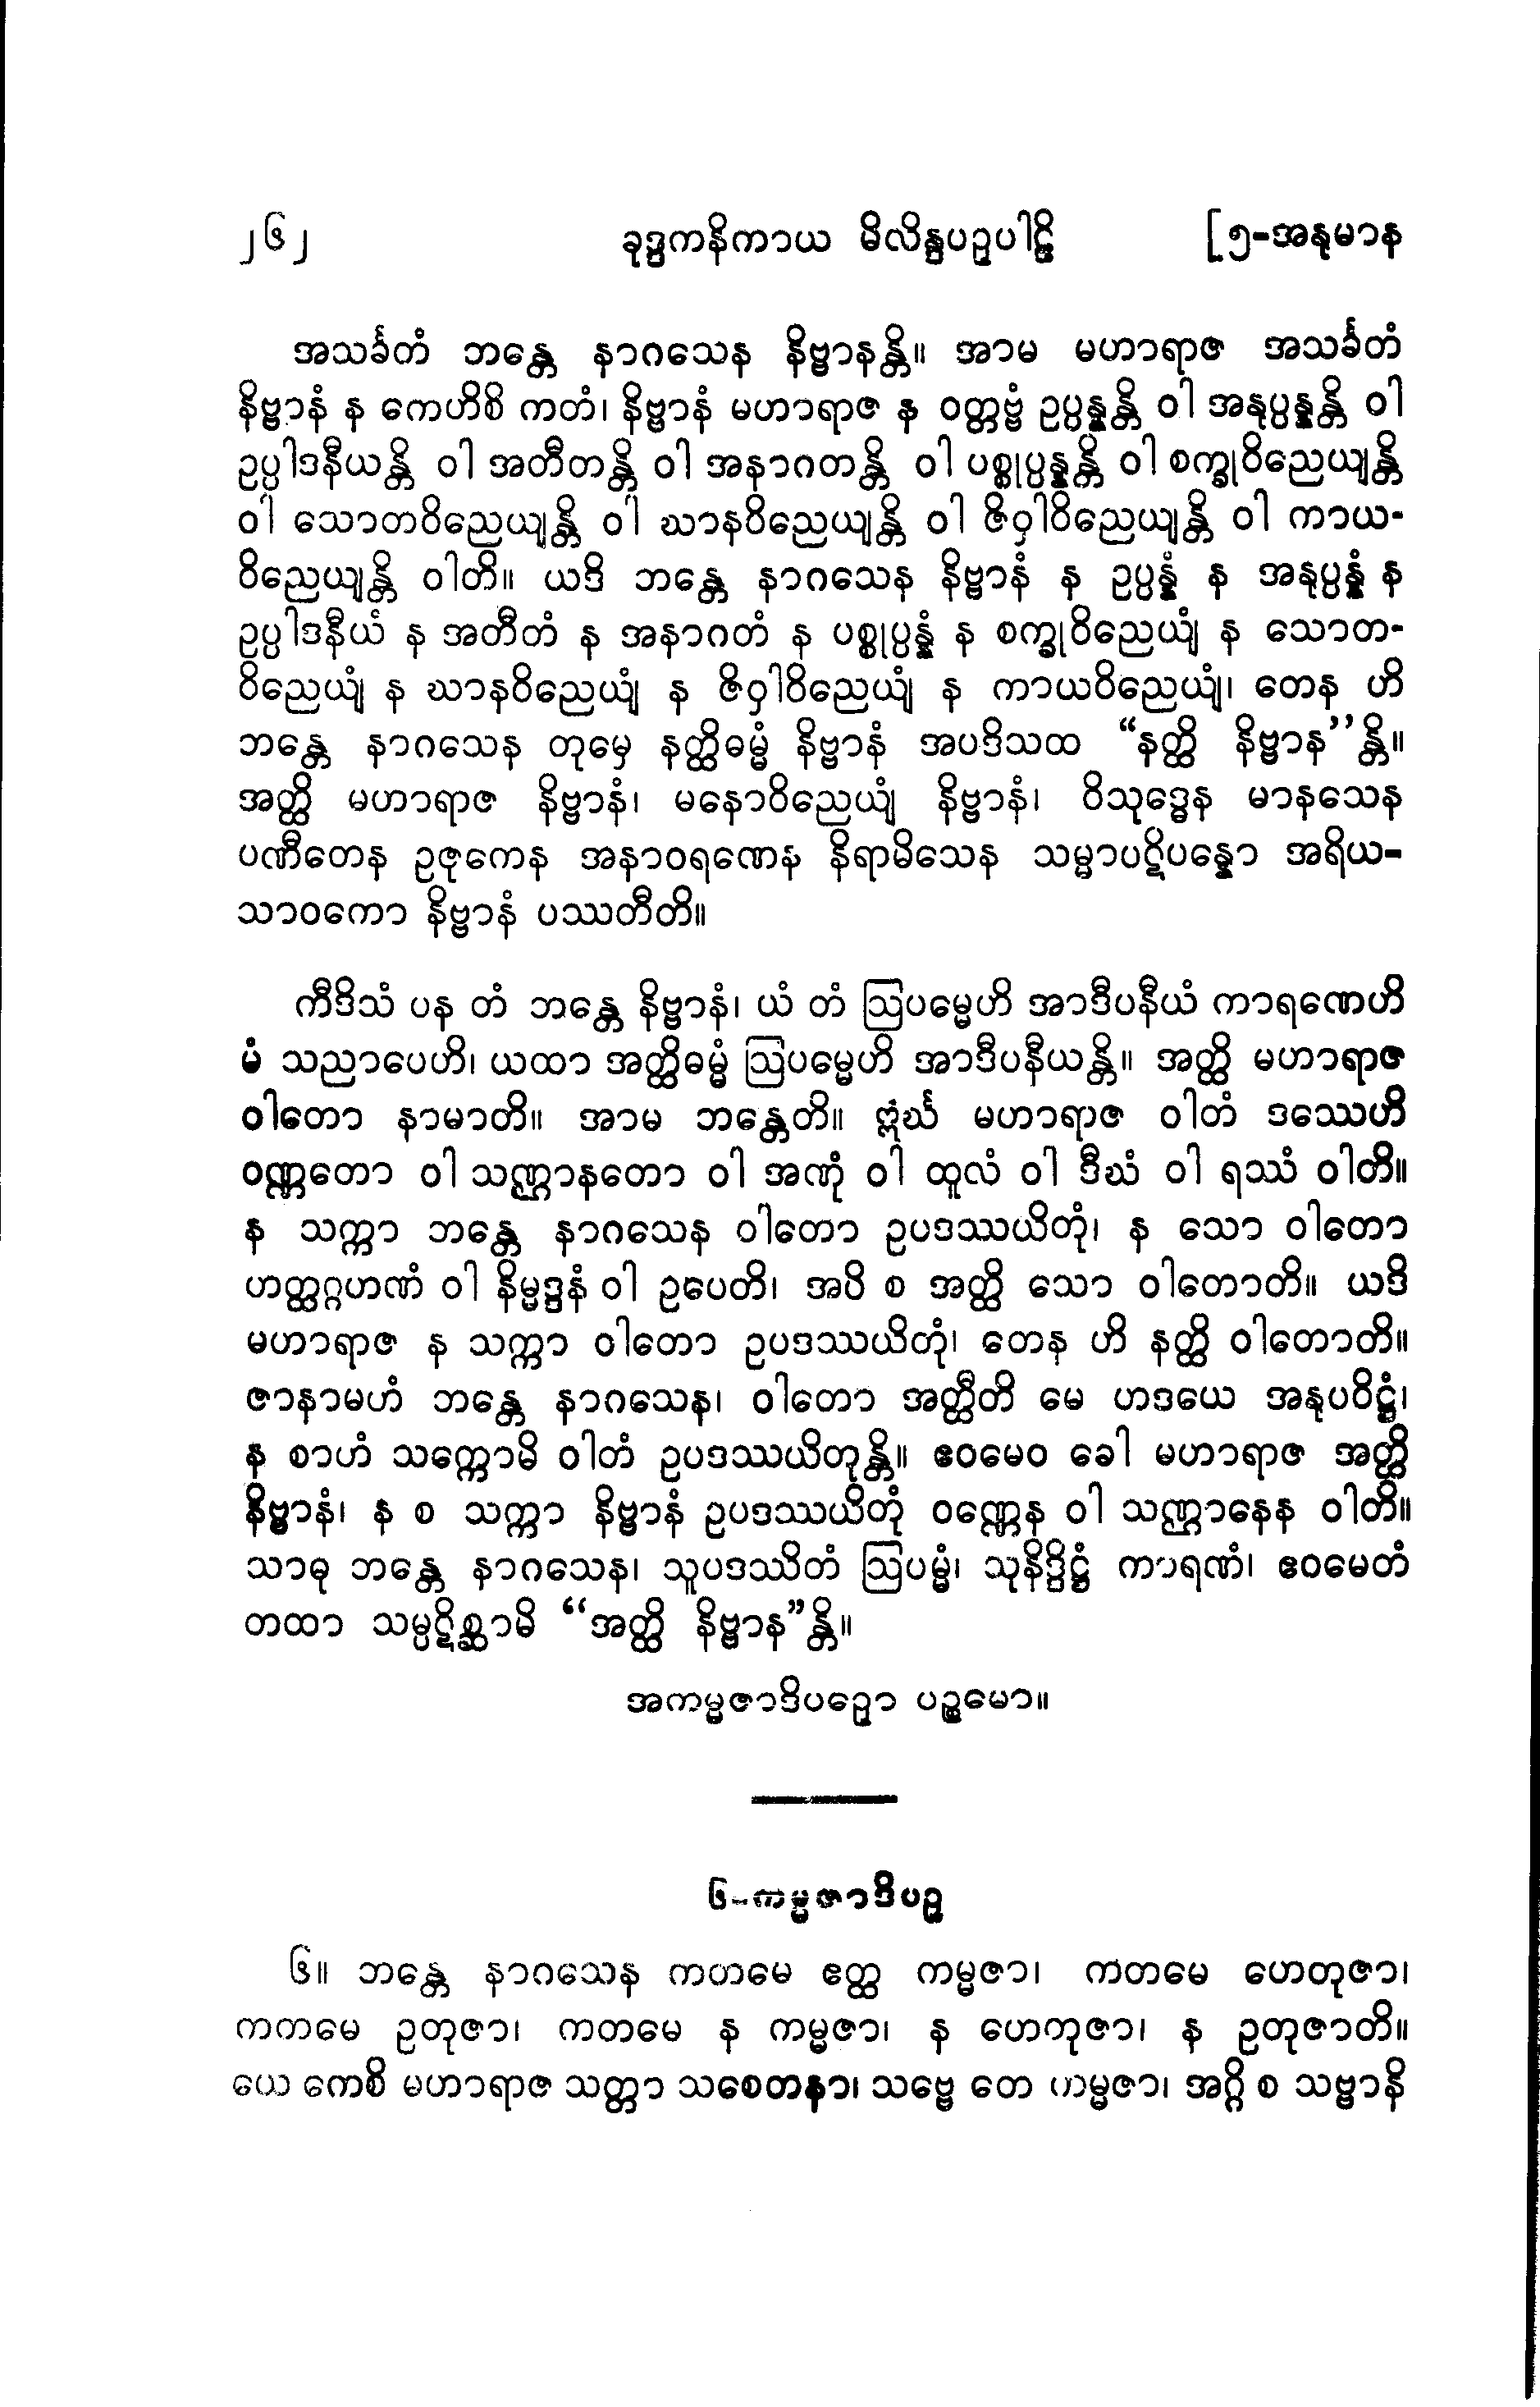 ၂၆၂ ခုဒ္ဒကနိကာယ မိလိန္ဒပဉှပါဠိ [၅-အနုမာန
အသင်္ခတံ ဘန္တေ နာဂသေန နိဗ္ဗာနန္တိ။ အာမ မဟာရာဇ အသင်္ခတံ
နိဗ္ဗာနံ န ကေဟိစိ ကတံ၊ နိဗ္ဗာနံ မဟာရာဇ န ဝတ္တဗ္ဗံ ဥပ္ပန္နန္တိ ဝါ အနုပ္ပန္နန္တိ ဝါ
ဥပ္ပါဒနီယန္တိ ဝါ အတီတန္တိ ဝါ အနာဂတန္တိ ဝါ ပစ္စုပ္ပန္နန္တိ ဝါ စက္ခုဝိညေယျန္တိ
ဝါ သောတဝိညေယျန္တိ ဝါ ဃာနဝိညေယျန္တိ ဝါ ဇိဝှါဝိညေယျန္တိ ဝါ ကာယ-
ဝိညေယျန္တိ ဝါတိ။ ယဒိ ဘန္တေ နာဂသေန နိဗ္ဗာနံ န ဥပ္ပန္နံ န အနုပ္ပန္နံ န
ဥပ္ပါဒနီယံ န အတီတံ န အနာဂတံ န ပစ္စုပ္ပန္နံ န စက္ခုဝိညေယျံ န သောတ-
ဝိညေယျံ န ဃာနဝိညေယျံ န ဇိဝှါဝိညေယျံ န ကာယဝိညေယျံ၊ တေန ဟိ
ဘန္တေ နာဂသေန တုမှေ နတ္ထိဓမ္မံ နိဗ္ဗာနံ အပဒိသထ “နတ္ထိ နိဗ္ဗာန”န္တိ။
အတ္ထိ မဟာရာဇ နိဗ္ဗာနံ၊ မနောဝိညေယျံ နိဗ္ဗာနံ၊ ဝိသုဒ္ဓေန မာနသေန
ပဏီတေန ဥဇုကေန အနာဝရဏေန နိရာမိသေန သမ္မာပဋိပန္နော အရိယ-
သာဝကော နိဗ္ဗာနံ ပဿတီတိ။
ကီဒိသံ ပန တံ ဘန္တေ နိဗ္ဗာနံ၊ ယံ တံ ဩပမ္မေဟိ အာဒီပနီယံ ကာရဏေဟိ
မံ သညာပေဟိ၊ ယထာ အတ္ထိဓမ္မံ ဩပမ္မေဟိ အာဒီပနီယန္တိ။ အတ္ထိ မဟာရာဇ
ဝါတော နာမာတိ။ အာမ ဘန္တေတိ။ ဣင်္ဃ မဟာရာဇ ဝါတံ ဒဿေဟိ
ဝဏ္ဏတော ဝါ သဏ္ဌာနတော ဝါ အဏုံ ဝါ ထူလံ ဝါ ဒီဃံ ဝါ ရဿံ ဝါတိ။
န သက္ကာ ဘန္တေ နာဂသေန ဝါတော ဥပဒဿယိတုံ၊ န သော ဝါတော
ဟတ္ထဂ္ဂဟဏံ ဝါ နိမ္မဒ္ဒနံ ဝါ ဥပေတိ၊ အပိ စ အတ္ထိ သော ဝါတောတိ။ ယဒိ
မဟာရာဇ န သက္ကာ ဝါတော ဥပဒဿယိတုံ၊ တေန ဟိ နတ္ထိ ဝါတောတိ။
ဇာနာမဟံ ဘန္တေ နာဂသေန၊ ဝါတော အတ္ထီတိ မေ ဟဒယေ အနုပဝိဋ္ဌံ၊
န စာဟံ သက္ကောမိ ဝါတံ ဥပဒဿယိတုန္တိ။ ဧဝမေဝ ခေါ မဟာရာဇ အတ္ထိ
နိဗ္ဗာနံ၊ န စ သက္ကာ နိဗ္ဗာနံ ဥပဒဿယိတုံ ဝဏ္ဏေန ဝါ သဏ္ဌာနေန ဝါတိ။
သာဓု ဘန္တေ နာဂသေန၊ သူပဒဿိတံ ဩပမ္မံ၊ သုနိဒ္ဒိဋ္ဌံ ကာရဏံ၊ ဧဝမေတံ
တထာ သမ္ပဋိစ္ဆာမိ “အတ္ထိ နိဗ္ဗာန”န္တိ။
အကမ္မဇာဒိပဉှော ပဉ္စမော။
၆-ကမ္မဇာဒိပဉှ
၆။ ဘန္တေ နာဂသေန ကတမေ ဧတ္ထ ကမ္မဇာ၊ ကတမေ ဟေတုဇာ၊
ကတမေ ဥတုဇာ၊ ကတမေ န ကမ္မဇာ၊ န ဟေတုဇာ၊ န ဥတုဇာတိ။
ယေ ကေစိ မဟာရာဇ သတ္တာ သစေတနာ၊ သဗ္ဗေ တေ ကမ္မဇာ၊ အဂ္ဂိ စ သဗ္ဗာနိ